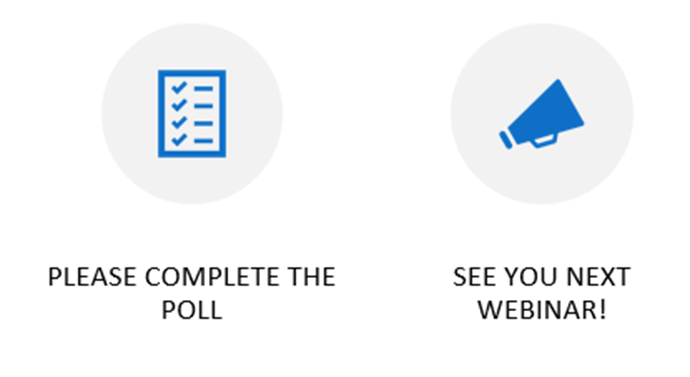 PLEASE COMPLETE THE
POLL
SEE YOU NEXT
WEBINAR!